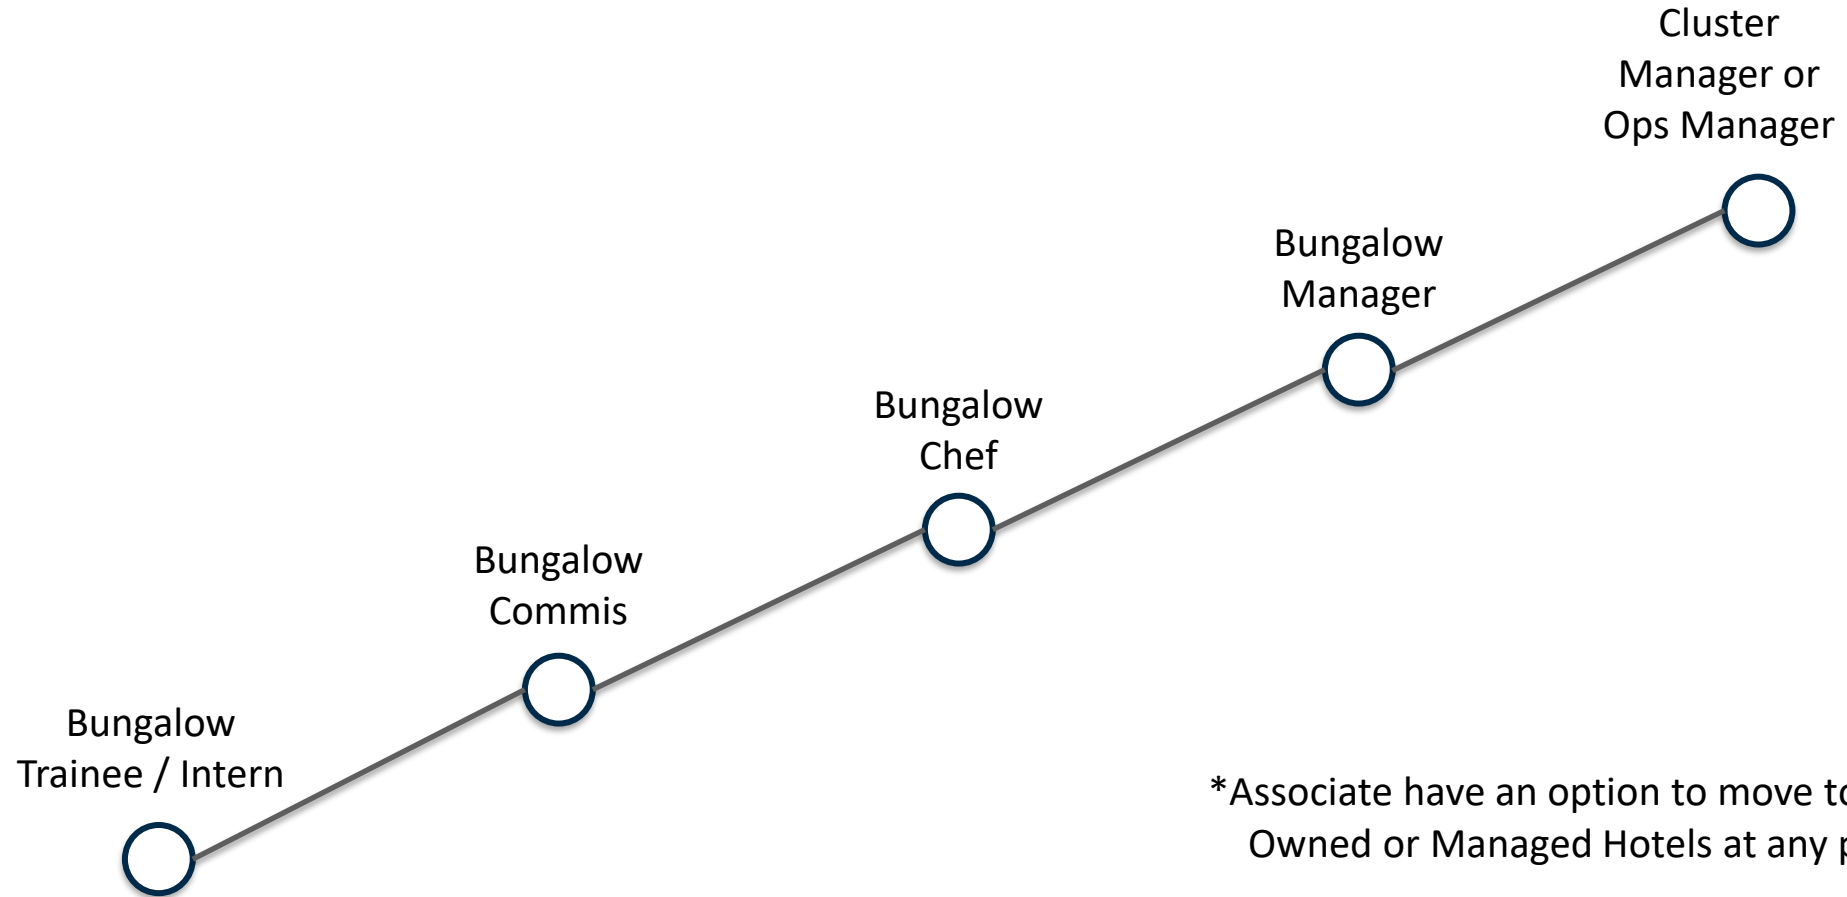 Cluster
Manager or
Ops Manager
Bungalow
Manager
Bungalow
Chef
Bungalow
Commis
Bungalow
Trainee / Intern
*Associate have an option to move
Owned or Managed Hotels at any